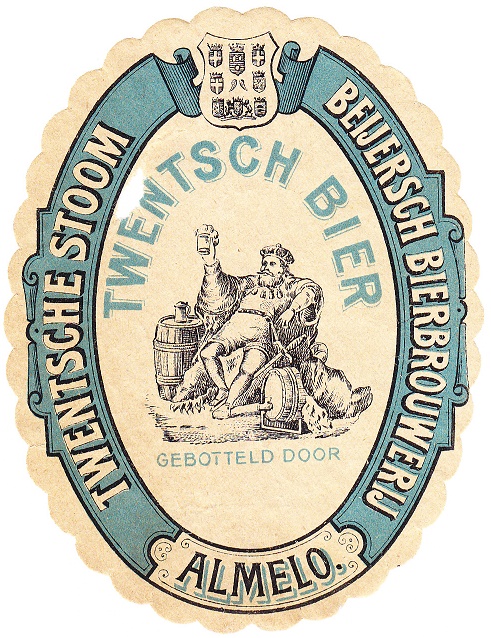 TWENTSCHE STOOM
BEIJERSCH BIERBROUWERIJ
TWENTSCH BIER
GEBOTTELD DOOR
ALMELO.